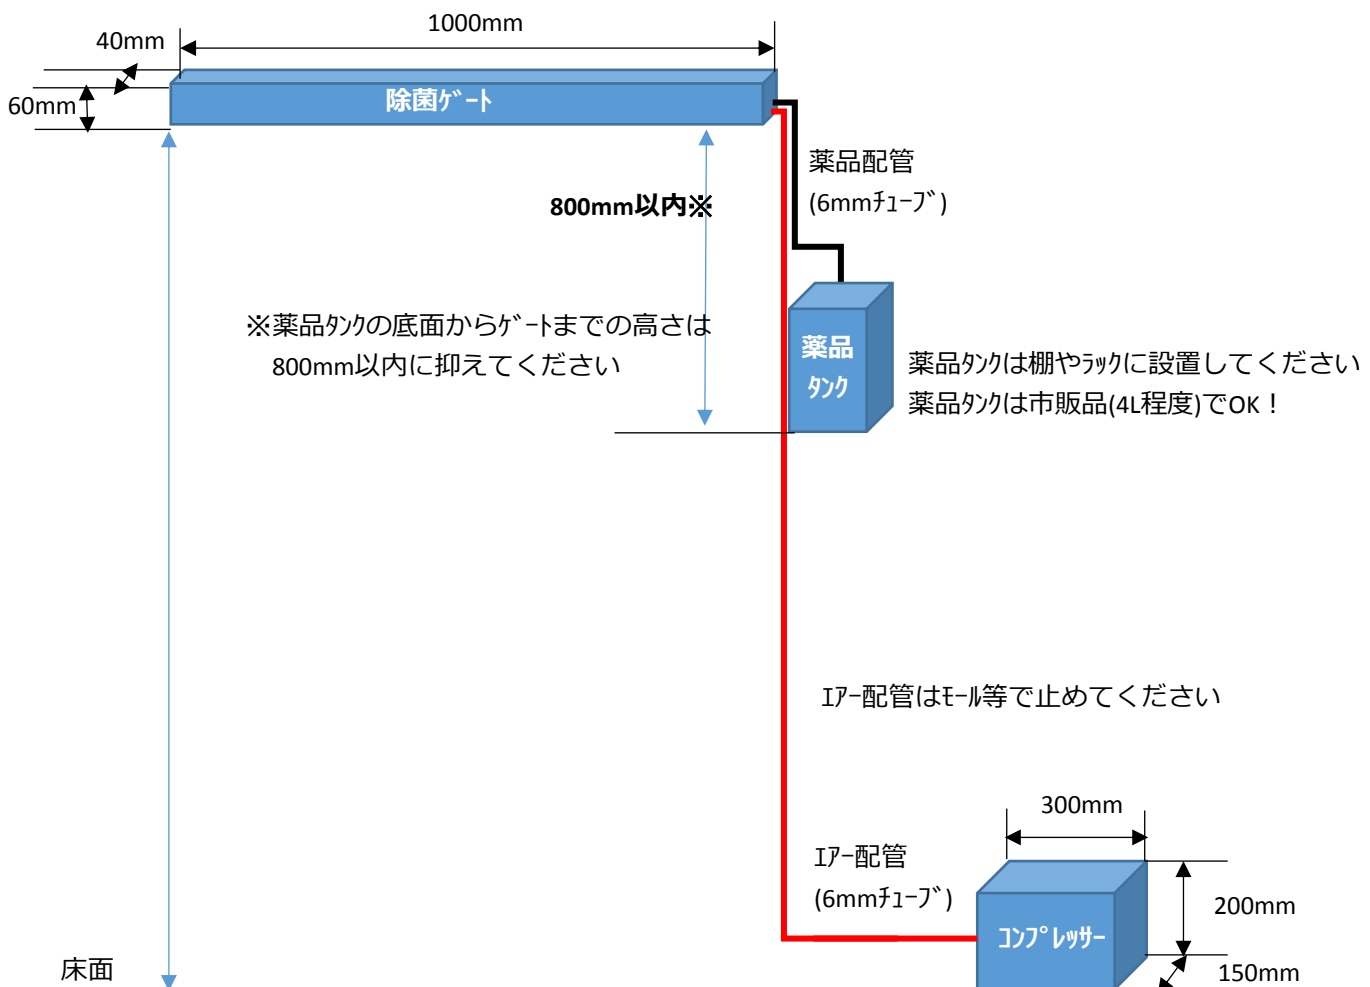 1000mm
40mm
60mm
除菌ｹﾞｰﾄ
薬品配管
(6mmﾁｭｰﾌﾞ)
800mm以内※
※薬品ﾀﾝｸの底面からｹﾞｰﾄまでの高さは
800mm以内に抑えてください
薬品
ﾀﾝｸ
薬品ﾀﾝｸは棚やﾗｯｸに設置してください
薬品ﾀﾝｸは市販品(4L程度)でOK！
ｴｱｰ配管はﾓｰﾙ等で止めてください
300mm
ｴｱｰ配管
(6mmﾁｭｰﾌﾞ)
200mm
ｺﾝﾌﾟﾚｯｻｰ
床面
150mm